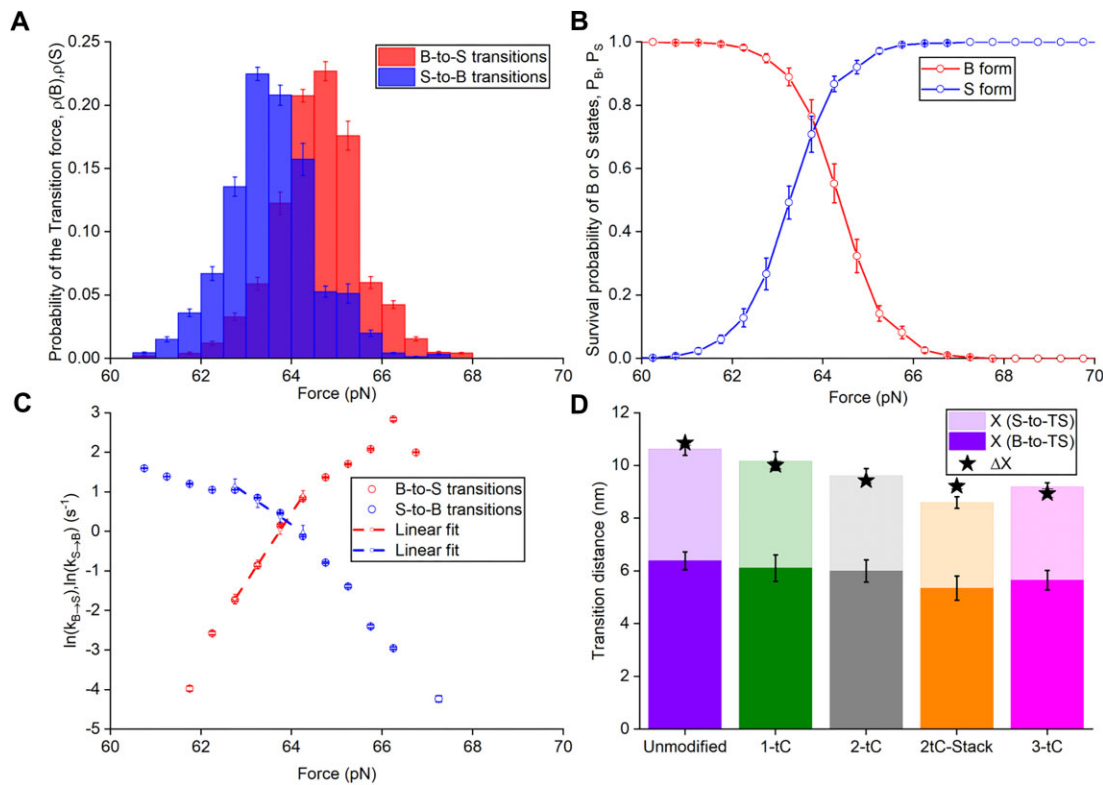 A
Probability of the Transition force, ρ(B),ρ(S)
0.25
0.20
0.15
0.10
0.05
0.00
B-to-S transitions
S-to-B transitions
60
62
64
66
68
70
Force (pN)
B
Survival probability of B or S states, P_B, P_S
1.0
0.8
0.6
0.4
0.2
0.0
B form
S form
60
62
64
66
68
70
Force (pN)
C
ln(k_B→S),ln(k_S→B) (s⁻¹)
3
2
1
0
-1
-2
-3
-4
-5
B-to-S transitions
S-to-B transitions
Linear fit
Linear fit
60
62
64
66
68
70
Force (pN)
D
Transition distance (nm)
12
10
8
6
4
2
0
X (S-to-TS)
X (B-to-TS)
ΔX
Unmodified
1-tC
2-tC
2tC-Stack
3-tC